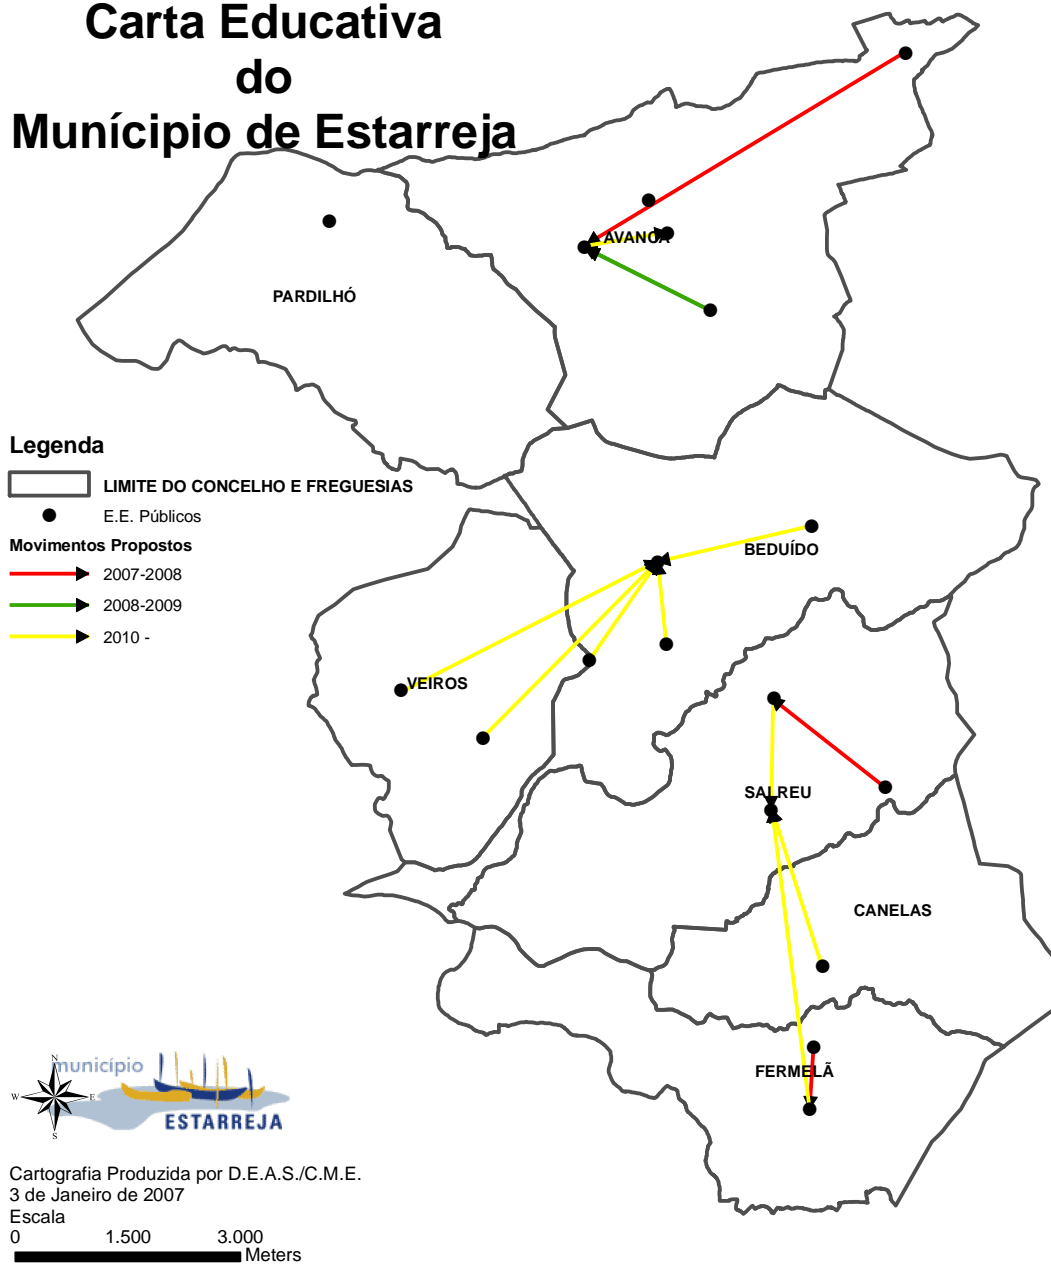 Carta Educativa
do
Munícipio de Estarreja
AVANCA
PARDILHÓ
Legenda
LIMITE DO CONCELHO E FREGUESIAS
E.E. Públicos
Movimentos Propostos
2007-2008
2008-2009
2010 -
BEDUÍDO
VEIROS
SALREU
CANELAS
FERMELÃ
N
W
E
S
município
ESTARREJA
Cartografia Produzida por D.E.A.S./C.M.E.
3 de Janeiro de 2007
Escala
0 1.500 3.000
Meters